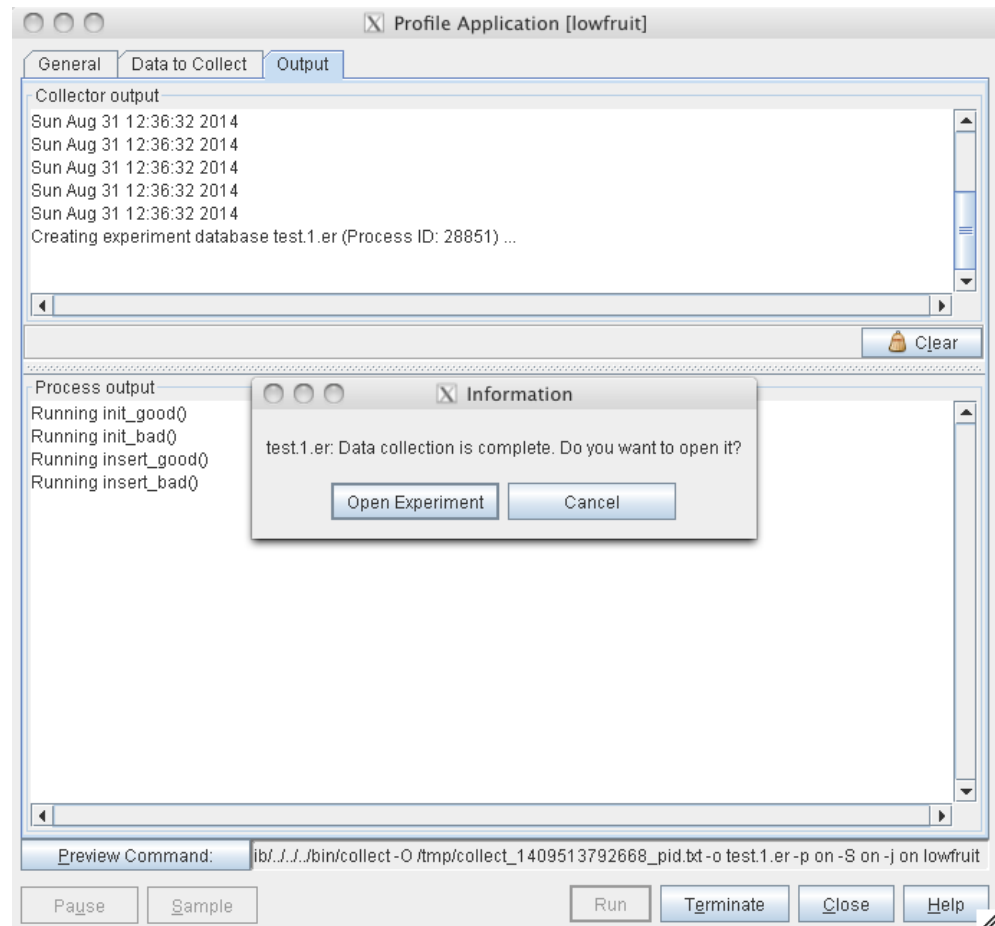 Profile Application [lowfruit]
General Data to Collect Output
Collector output
Sun Aug 31 12:36:32 2014
Sun Aug 31 12:36:32 2014
Sun Aug 31 12:36:32 2014
Sun Aug 31 12:36:32 2014
Sun Aug 31 12:36:32 2014
Creating experiment database test.1.er (Process ID: 28851) ...
Clear
Process output
Running init_good()
Running init_bad()
Running insert_good()
Running insert_bad()
Information
test.1.er: Data collection is complete. Do you want to open it?
Open Experiment Cancel
Preview Command: ib/../../../bin/collect -O /tmp/collect_1409513792668_pid.txt -o test.1.er -p on -S on -j on lowfruit
Pause Sample Run Terminate Close Help